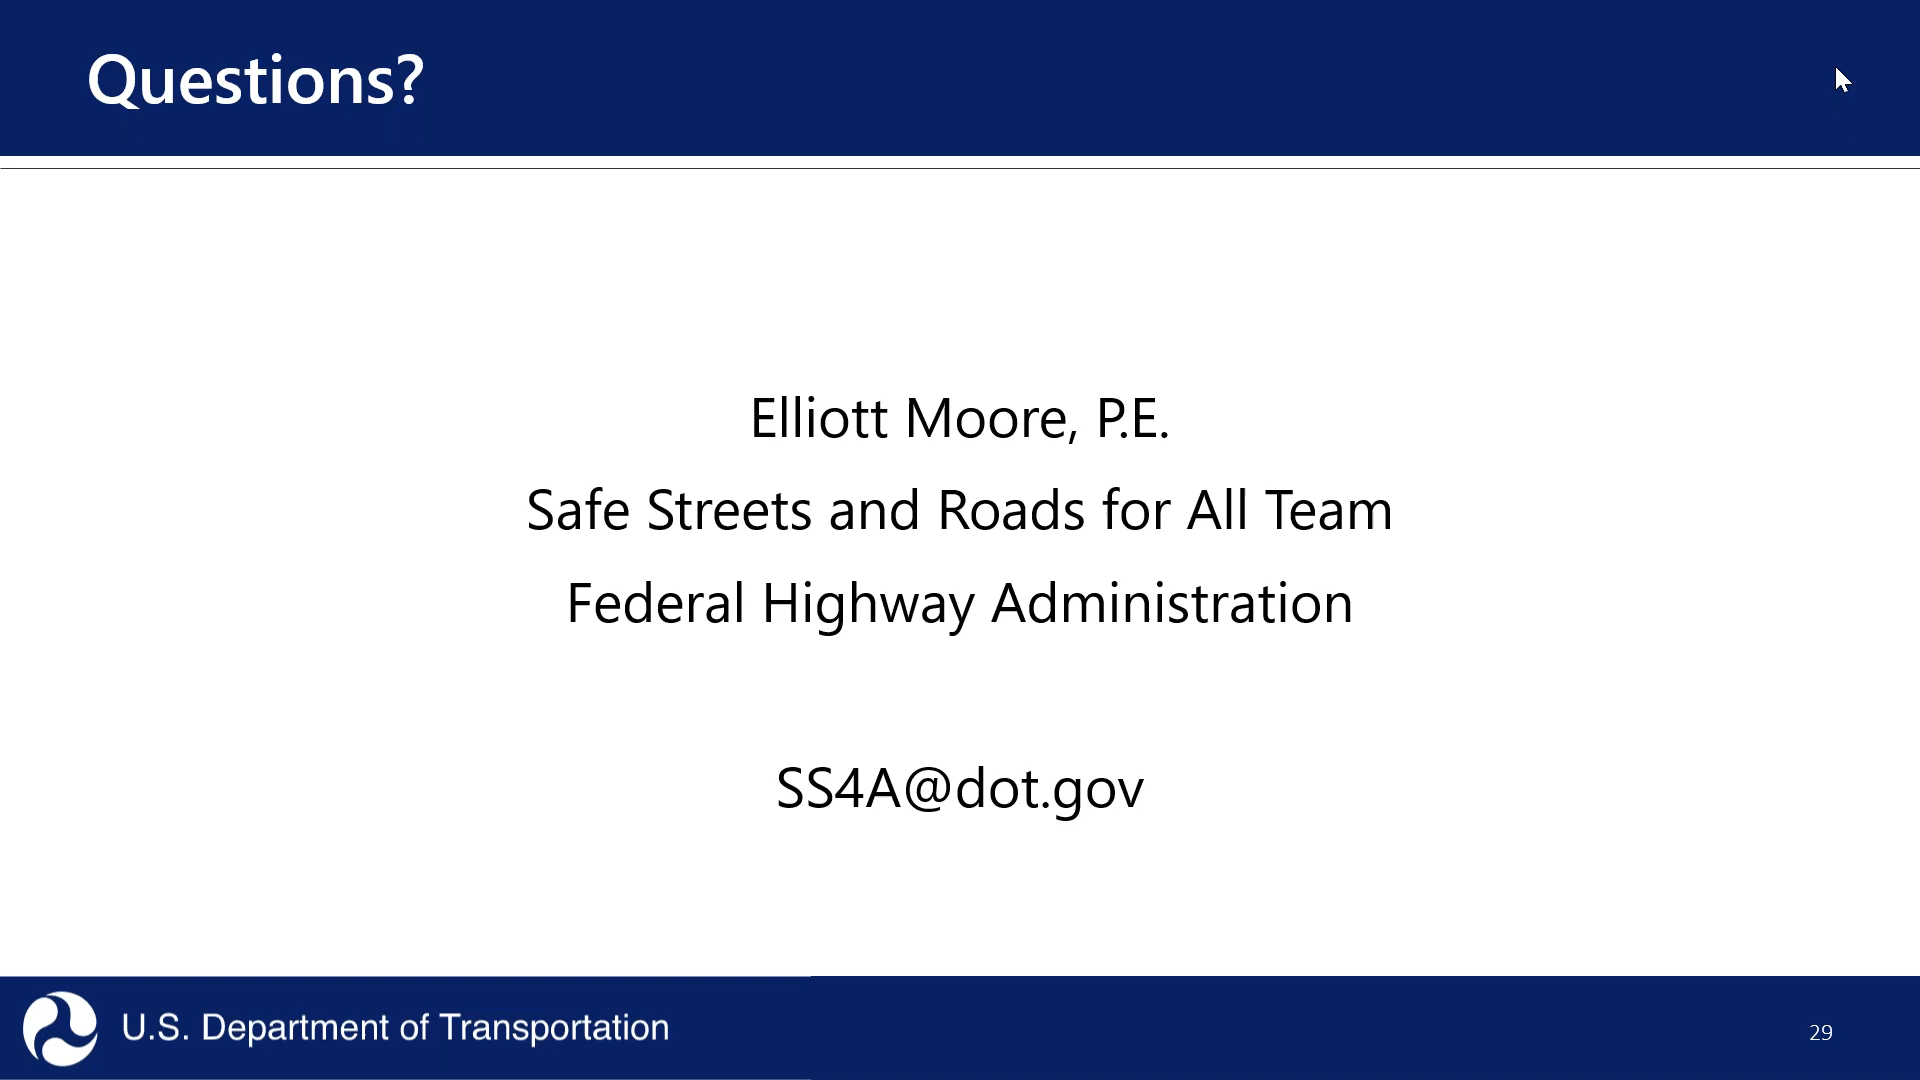 Questions?
Elliott Moore, P.E.
Safe Streets and Roads for All Team
Federal Highway Administration
SS4A@dot.gov
U.S. Department of Transportation
29